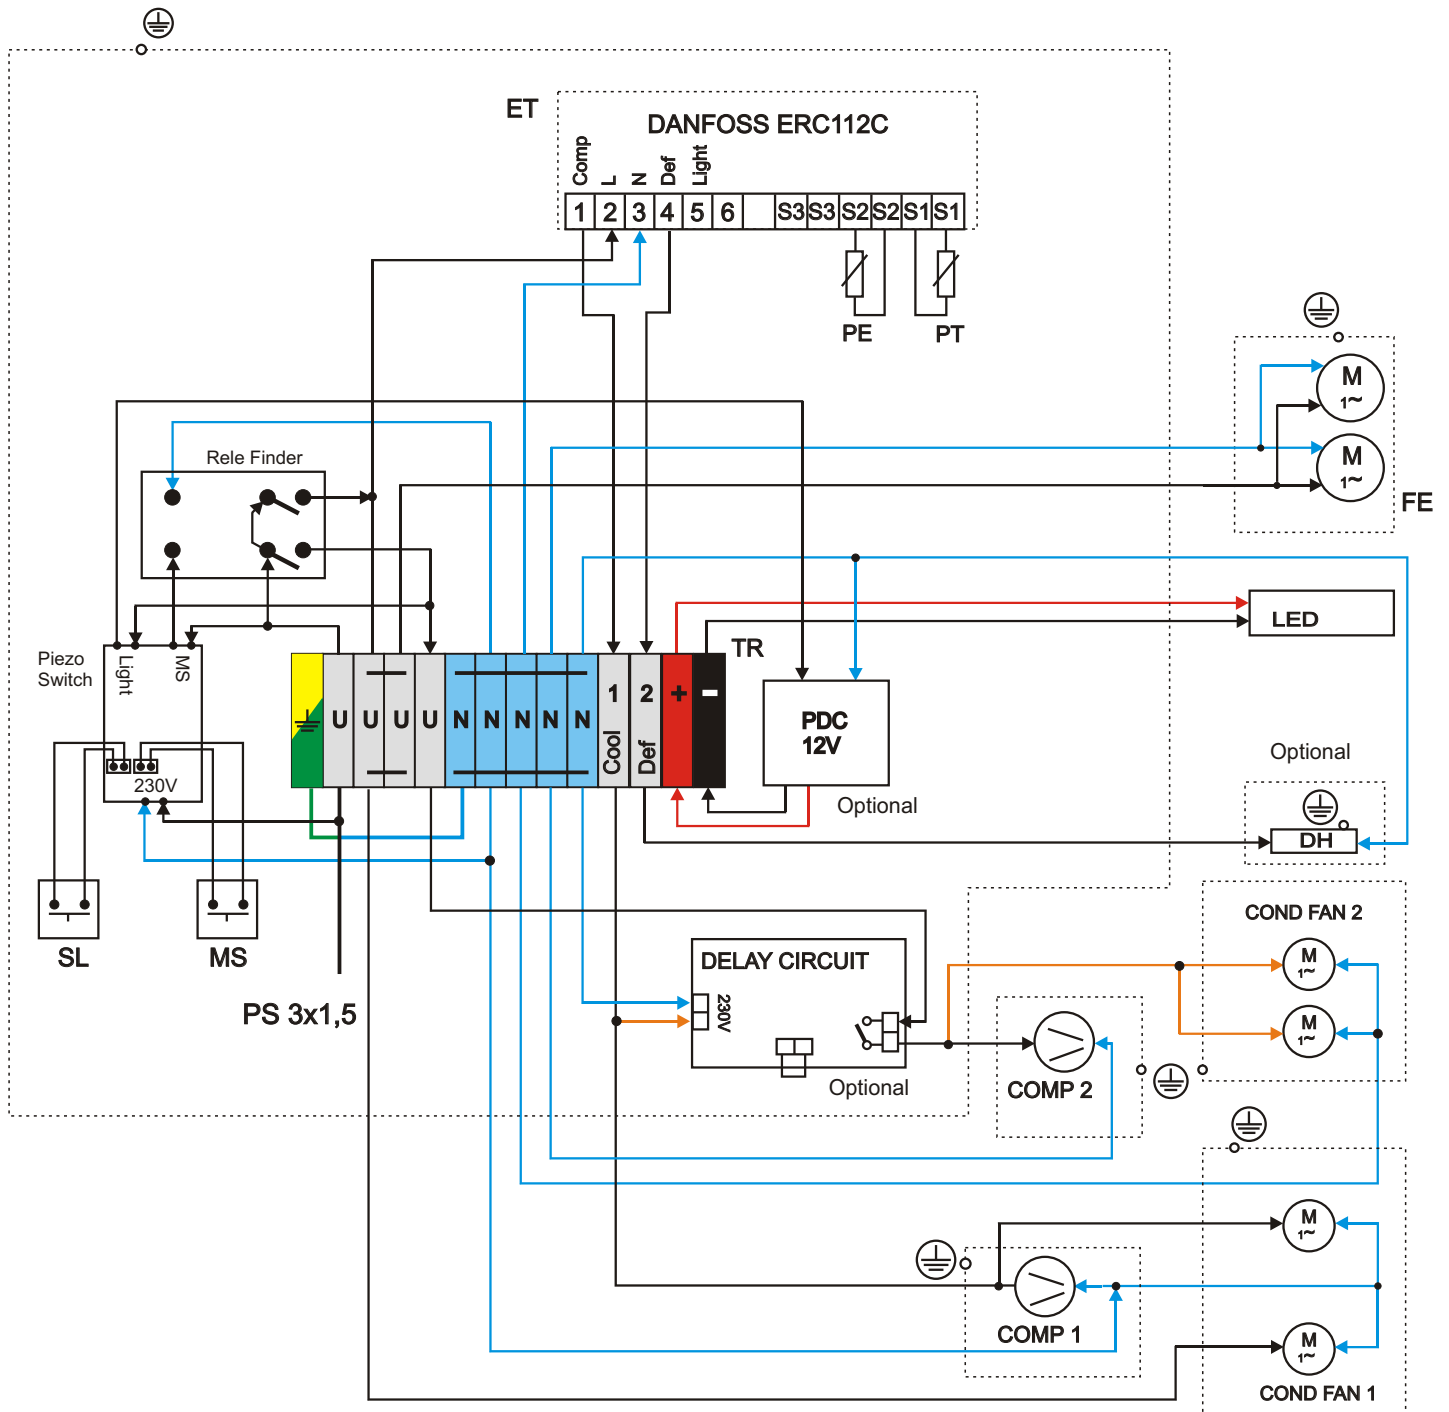 ET
DANFOSS ERC112C
Comp
L
N
Def
Light
1 2 3 4 5 6 S3 S3 S2 S2 S1 S1
PE
PT
M
1~
M
1~
FE
Rele Finder
LED
TR
Piezo
Switch
Light
MS
230V
U U U U N N N N N
1
Cool
2
Def
+
-
PDC
12V
Optional
Optional
DH
SL
MS
PS 3x1,5
DELAY CIRCUIT
230V
Optional
COMP 2
COND FAN 2
M
1~
M
1~
COMP 1
M
1~
M
1~
COND FAN 1